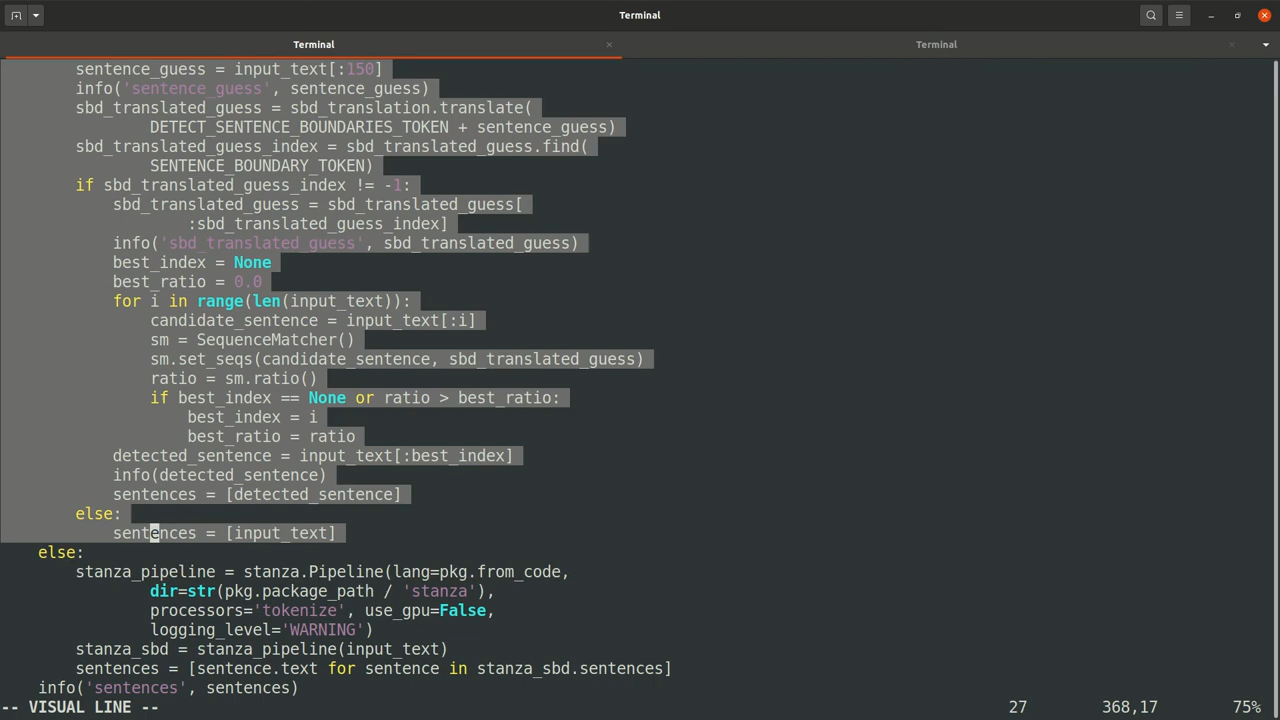 Terminal
Terminal
Terminal
sentence_guess = input_text[:150]
info('sentence_guess', sentence_guess)
sbd_translated_guess = sbd_translation.translate(
DETECT_SENTENCE_BOUNDARIES_TOKEN + sentence_guess)
sbd_translated_guess_index = sbd_translated_guess.find(
SENTENCE_BOUNDARY_TOKEN)
if sbd_translated_guess_index != -1:
sbd_translated_guess = sbd_translated_guess[
:sbd_translated_guess_index]
info('sbd_translated_guess', sbd_translated_guess)
best_index = None
best_ratio = 0.0
for i in range(len(input_text)):
candidate_sentence = input_text[:i]
sm = SequenceMatcher()
sm.set_seqs(candidate_sentence, sbd_translated_guess)
ratio = sm.ratio()
if best_index == None or ratio > best_ratio:
best_index = i
best_ratio = ratio
detected_sentence = input_text[:best_index]
info(detected_sentence)
sentences = [detected_sentence]
else:
sentences = [input_text]
else:
stanza_pipeline = stanza.Pipeline(lang=pkg.from_code,
dir=str(pkg.package_path / 'stanza'),
processors='tokenize', use_gpu=False,
logging_level='WARNING')
stanza_sbd = stanza_pipeline(input_text)
sentences = [sentence.text for sentence in stanza_sbd.sentences]
info('sentences', sentences)
-- VISUAL LINE -- 27 368,17 75%